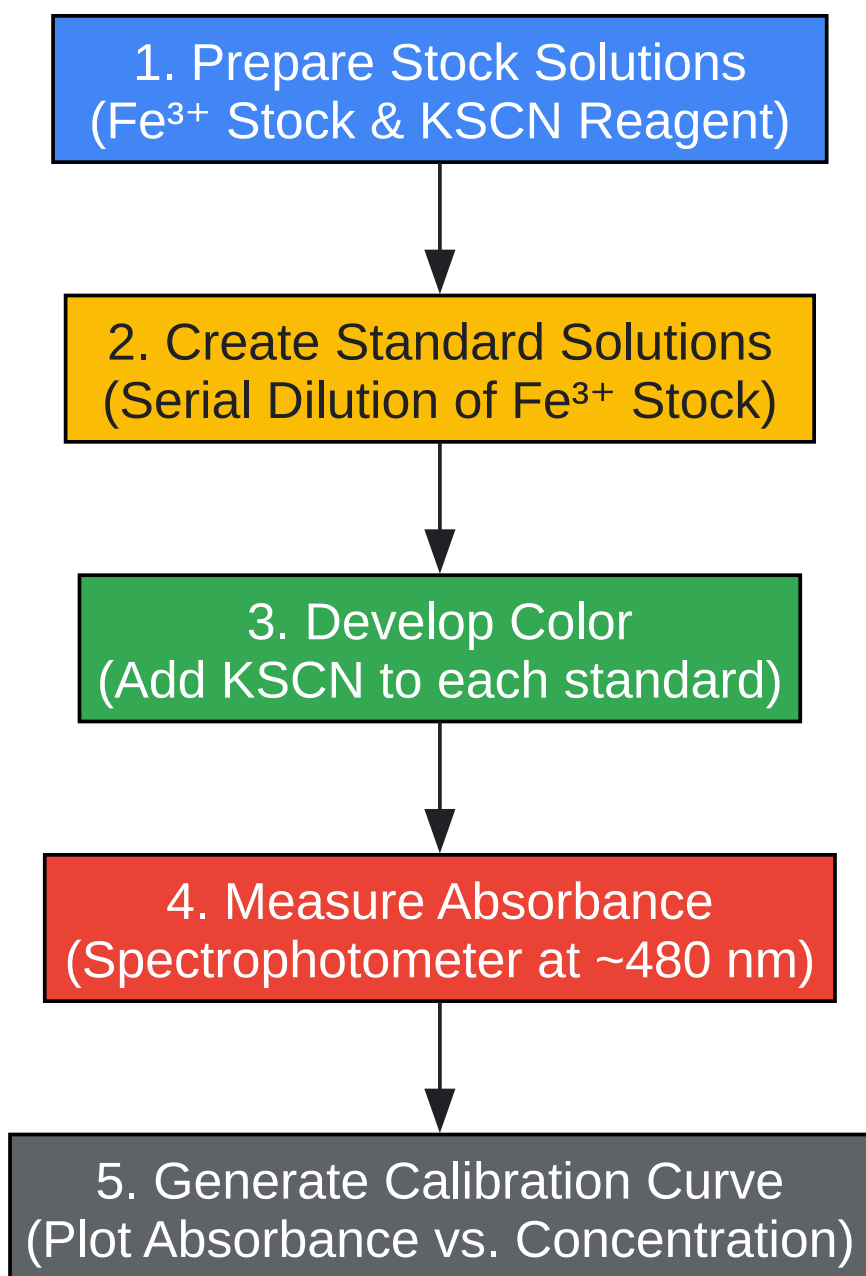 1. Prepare Stock Solutions
(Fe³⁺ Stock & KSCN Reagent)
2. Create Standard Solutions
(Serial Dilution of Fe³⁺ Stock)
3. Develop Color
(Add KSCN to each standard)
4. Measure Absorbance
(Spectrophotometer at ~480 nm)
5. Generate Calibration Curve
(Plot Absorbance vs. Concentration)